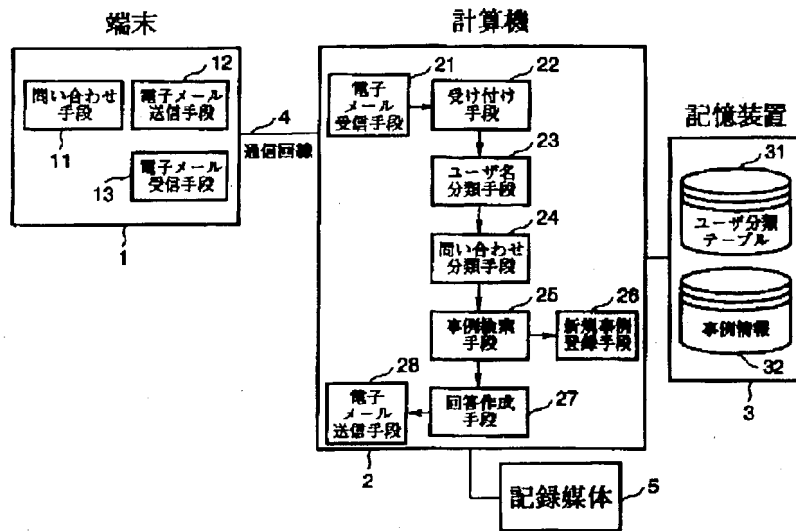 端末
計算機
記憶装置
問い合わせ
手段
11
12
電子メール
送信手段
13
電子メール
受信手段
1
4
通信回線
21
電子
メール
受信手段
22
受け付け
手段
23
ユーザ名
分類手段
24
問い合わせ
分類手段
25
事例検索
手段
26
新規事例
登録手段
27
回答作成
手段
28
電子
メール
送信手段
2
31
ユーザ分類
テーブル
事例情報
32
3
記録媒体
5